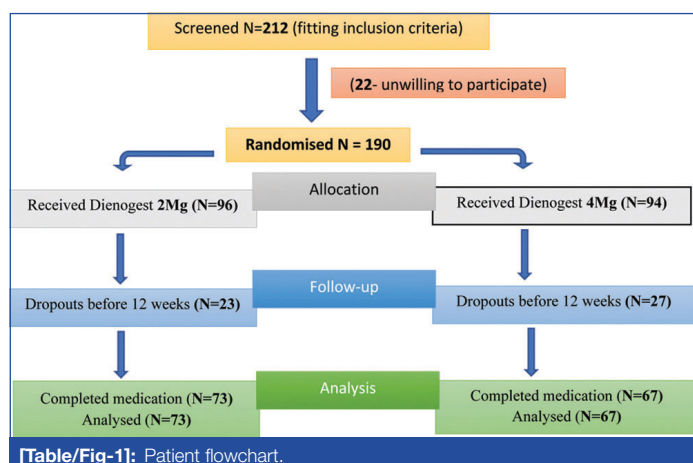 Screened N=212 (fitting inclusion criteria)
(22- unwilling to participate)
Randomised N = 190
Allocation
Received Dienogest 2Mg (N=96)
Received Dienogest 4Mg (N=94)
Follow-up
Dropouts before 12 weeks (N=23)
Dropouts before 12 weeks (N=27)
Analysis
Completed medication (N=73)
Analysed (N=73)
Completed medication (N=67)
Analysed (N=67)
[Table/Fig-1]: Patient flowchart.